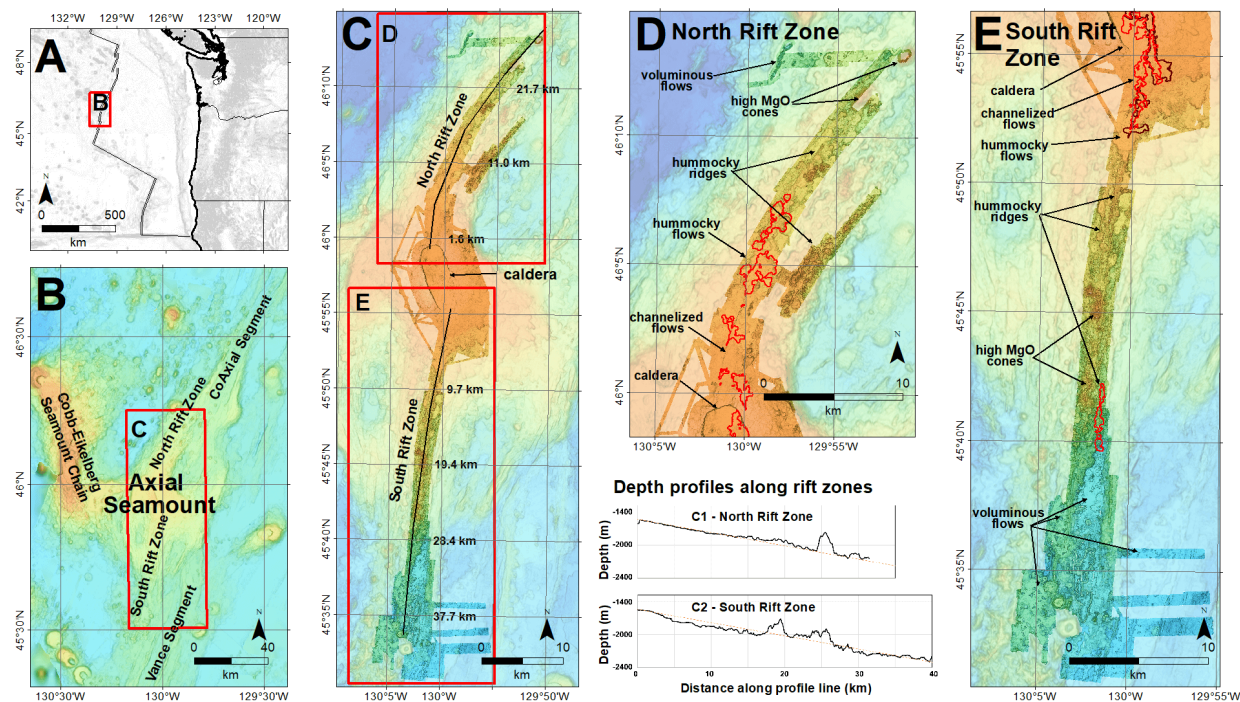 132°W 129°W 126°W 123°W 120°W
A
B
48°N
45°N
42°N
N
0 500
km
B
46°30'N
46°N
45°30'N
CoAxial Segment
North Rift Zone
Cobb-Eikelberg
Seamount Chain
C
Axial
Seamount
South Rift Zone
Vance Segment
N
0 40
km
130°30'W 130°W 129°30'W
C
D
46°10'N
46°5'N
46°N
45°55'N
45°50'N
45°45'N
45°40'N
45°35'N
21.7 km
North Rift Zone
11.0 km
1.6 km
caldera
E
9.7 km
South Rift Zone
19.4 km
28.4 km
37.7 km
N
0 10
km
130°5'W 130°W 129°50'W
D North Rift Zone
voluminous
flows
high MgO
cones
46°10'N
hummocky
ridges
hummocky
flows
46°5'N
channelized
flows
caldera
46°N
N
0 10
km
130°5'W 130°W 129°55'W
Depth profiles along rift zones
C1 - North Rift Zone
Depth (m)
-1400
-2000
-2400
C2 - South Rift Zone
Depth (m)
-1400
-2000
-2400
0 10 20 30 40
Distance along profile line (km)
E South Rift
Zone
45°55'N
caldera
channelized
flows
hummocky
flows
45°50'N
hummocky
ridges
45°45'N
high MgO
cones
45°40'N
voluminous
flows
45°35'N
N
0 10
km
130°5'W 130°W 129°55'W